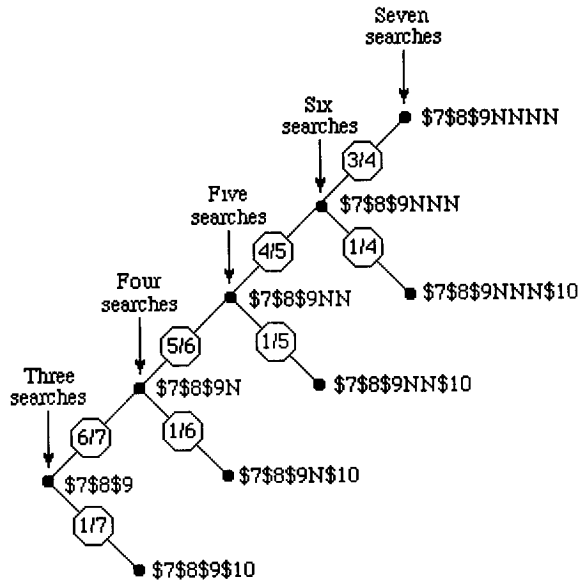 Seven
searches
$7$8$9NNNN
Six
searches
3/4
$7$8$9NNN
Five
searches
4/5
1/4
$7$8$9NNN$10
Four
searches
$7$8$9NN
5/6
1/5
Three
searches
$7$8$9NN$10
$7$8$9N
6/7
1/6
$7$8$9N$10
$7$8$9
1/7
$7$8$9$10